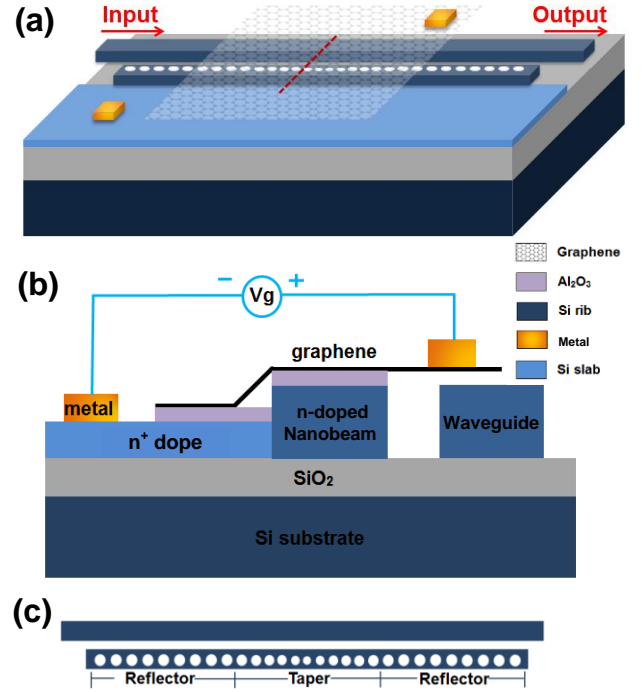 (a)
Input
Output
Graphene
Al₂O₃
Si rib
Metal
Si slab
(b)
− Vg +
graphene
metal
n⁺ dope
n-doped
Nanobeam
Waveguide
SiO₂
Si substrate
(c)
Reflector Taper Reflector